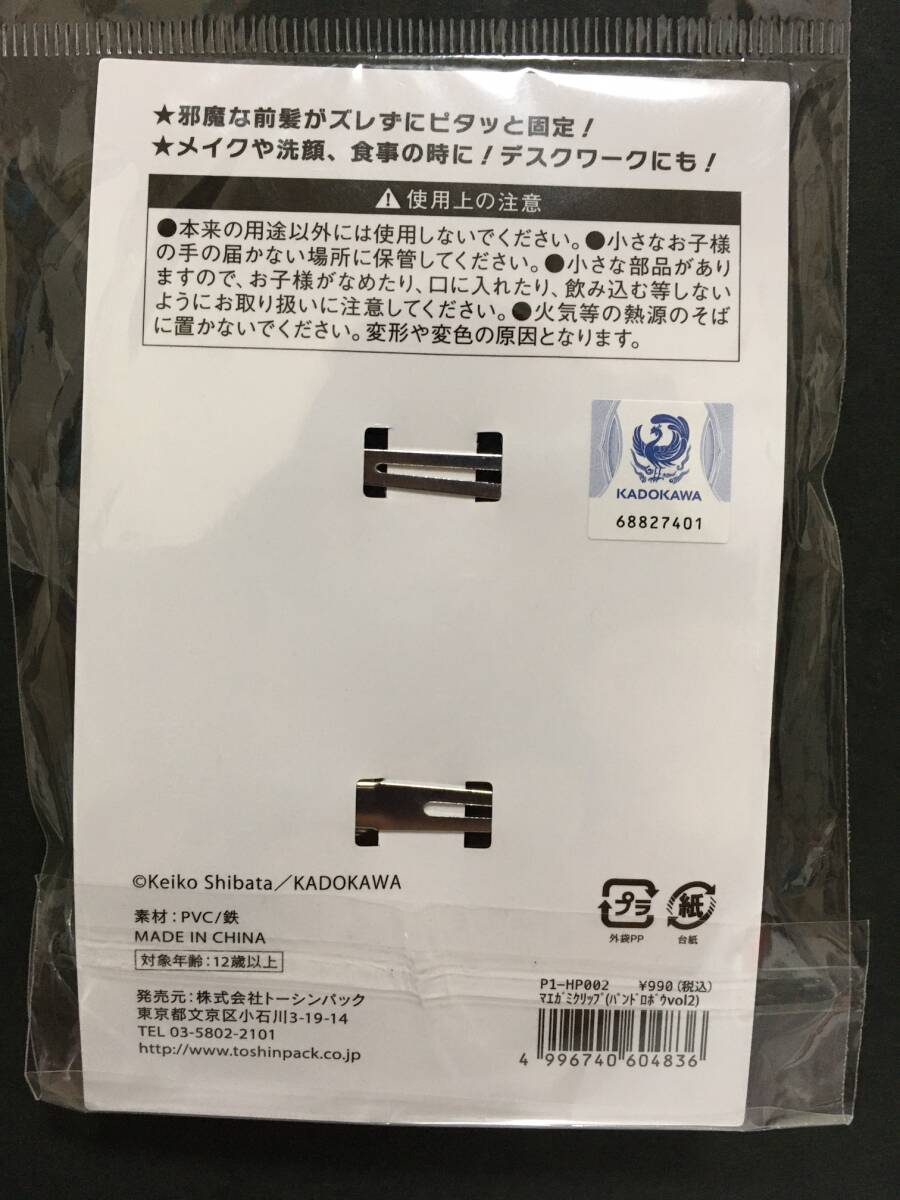 ★邪魔な前髪がズレずにピタッと固定！
★メイクや洗顔、食事の時に！デスクワークにも！
⚠使用上の注意
●本来の用途以外には使用しないでください。●小さなお子様
の手の届かない場所に保管してください。●小さな部品があり
ますので、お子様がなめたり、口に入れたり、飲み込む等しない
ようにお取り扱いに注意してください。●火気等の熱源のそば
に置かないでください。変形や変色の原因となります。
KADOKAWA
68827401
©Keiko Shibata／KADOKAWA
素材：PVC/鉄
MADE IN CHINA
対象年齢：12歳以上
プラ
外袋PP
紙
台紙
発売元：株式会社トーシンパック
東京都文京区小石川3-19-14
TEL 03-5802-2101
http://www.toshinpack.co.jp
P1-HP002 ¥990(税込)
ﾏｴｶﾞﾐｸﾘｯﾌﾟ(ﾊﾟﾝﾄﾞﾛﾎﾞｳvol2)
4 996740 604836